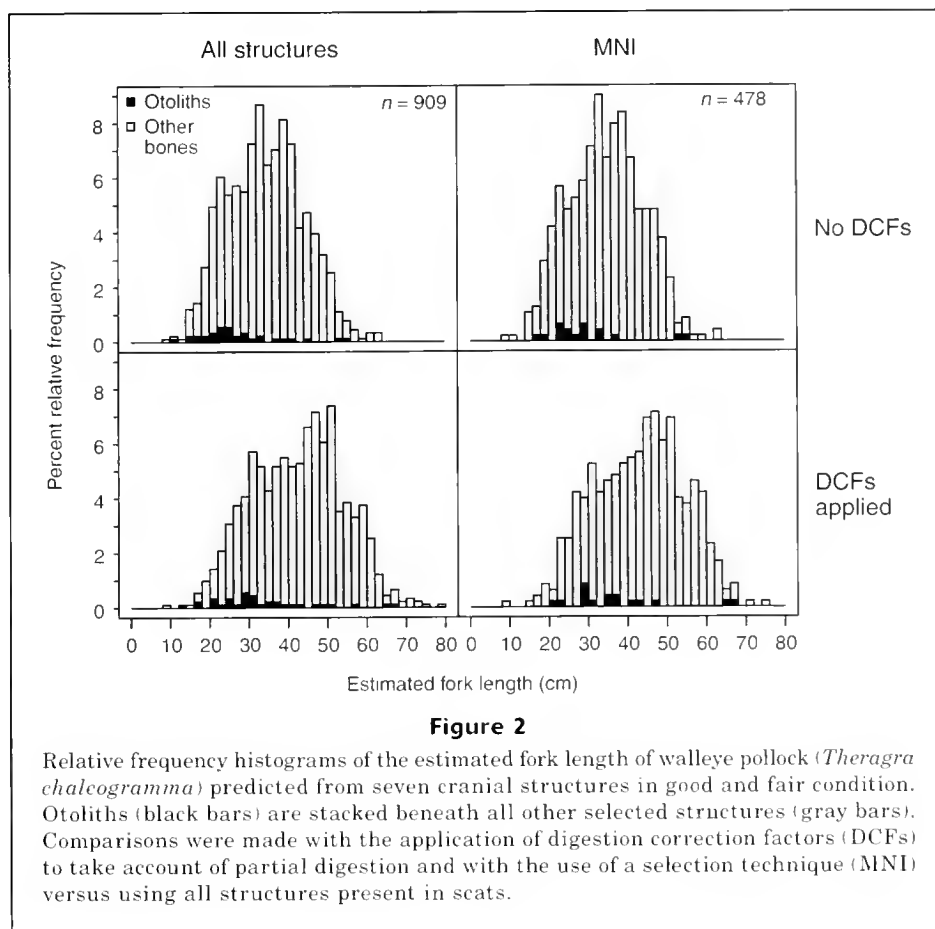 All structures
MNI
■ Otoliths
□ Other bones
n = 909
n = 478
No DCFs
8
6
4
2
0
Percent relative frequency
DCFs applied
8
6
4
2
0
0 10 20 30 40 50 60 70 80
0 10 20 30 40 50 60 70 80
Estimated fork length (cm)
Figure 2
Relative frequency histograms of the estimated fork length of walleye pollock (Theragra
chalcogramma) predicted from seven cranial structures in good and fair condition.
Otoliths (black bars) are stacked beneath all other selected structures (gray bars).
Comparisons were made with the application of digestion correction factors (DCFs)
to take account of partial digestion and with the use of a selection technique (MNI)
versus using all structures present in scats.